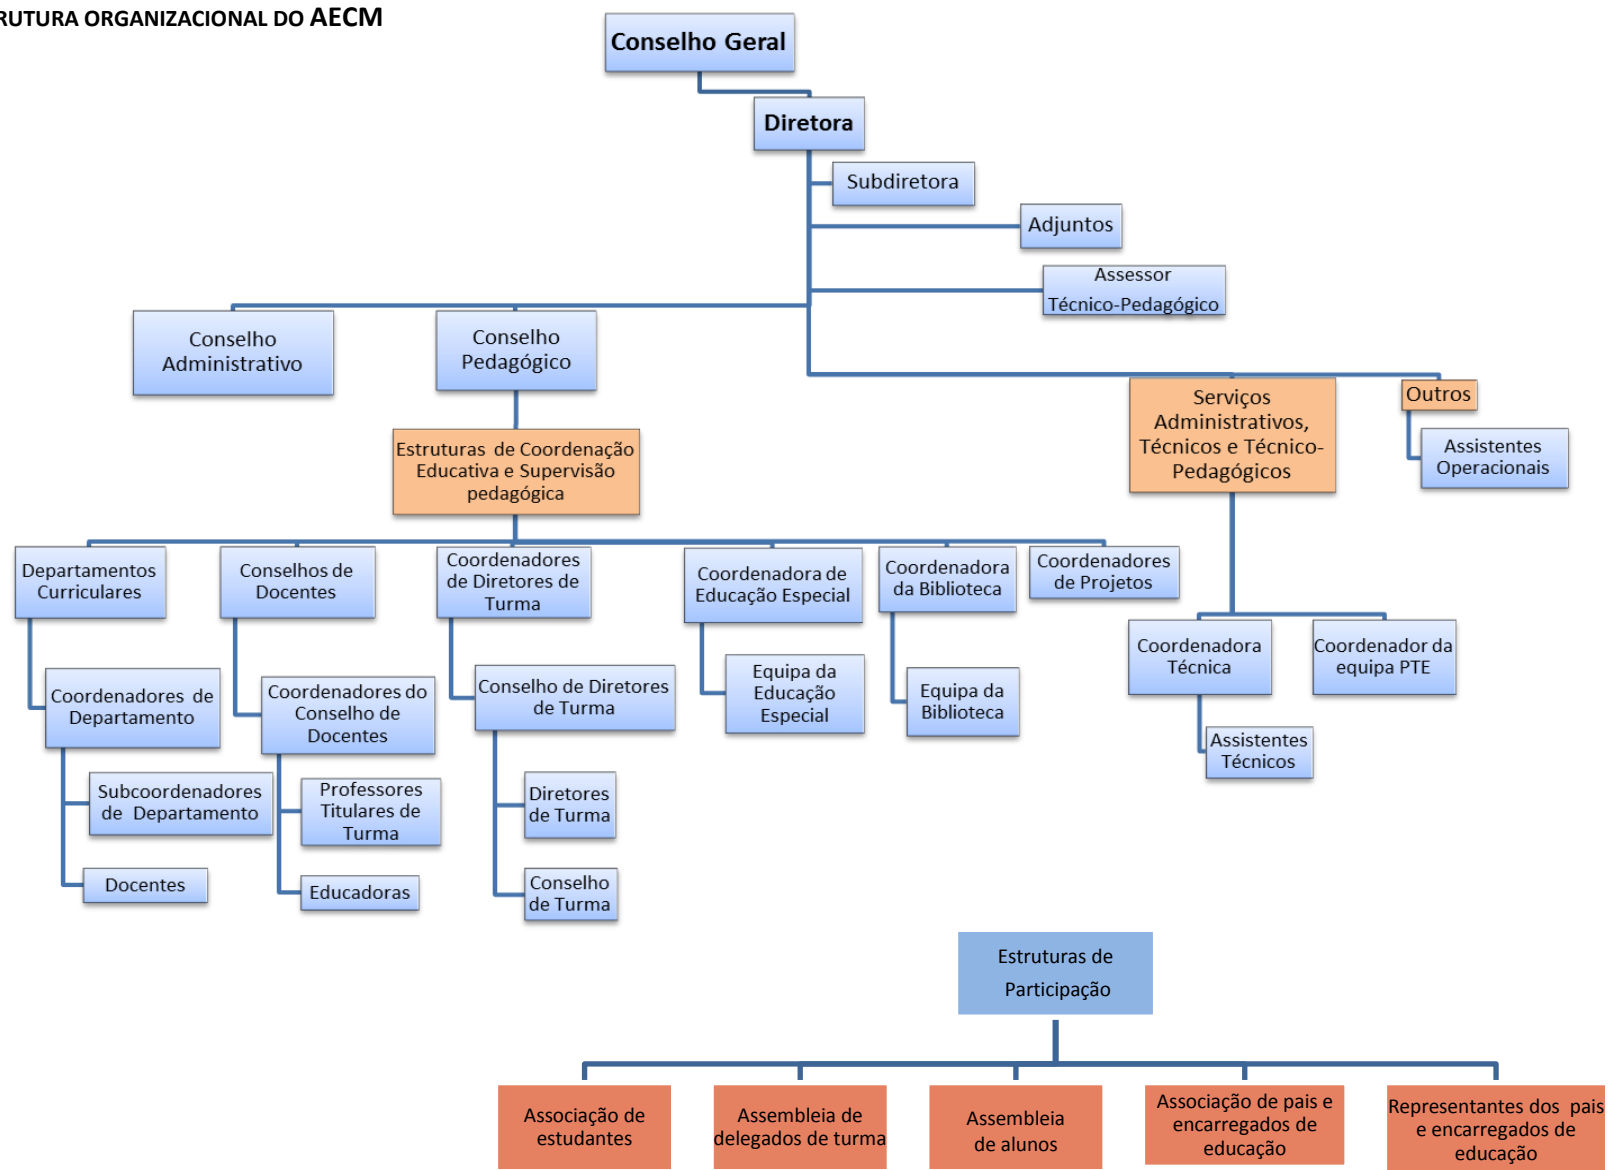 RUTURA ORGANIZACIONAL DO AECM
Conselho Geral
Diretora
Subdiretora
Adjuntos
Assessor
Técnico-Pedagógico
Conselho
Administrativo
Conselho
Pedagógico
Serviços
Administrativos,
Técnicos e Técnico-
Pedagógicos
Outros
Assistentes
Operacionais
Estruturas de Coordenação
Educativa e Supervisão
pedagógica
Departamentos
Curriculares
Conselhos de
Docentes
Coordenadores
de Diretores de
Turma
Coordenadora de
Educação Especial
Coordenadora
da Biblioteca
Coordenadores
de Projetos
Coordenadora
Técnica
Coordenador da
equipa PTE
Coordenadores de
Departamento
Coordenadores do
Conselho de
Docentes
Conselho de Diretores
de Turma
Equipa da
Educação
Especial
Equipa da
Biblioteca
Assistentes
Técnicos
Subcoordenadores
de Departamento
Professores
Titulares de
Turma
Diretores
de Turma
Docentes
Educadoras
Conselho
de Turma
Estruturas de
Participação
Associação de
estudantes
Assembleia de
delegados de turma
Assembleia
de alunos
Associação de pais e
encarregados de
educação
Representantes dos pais
e encarregados de
educação